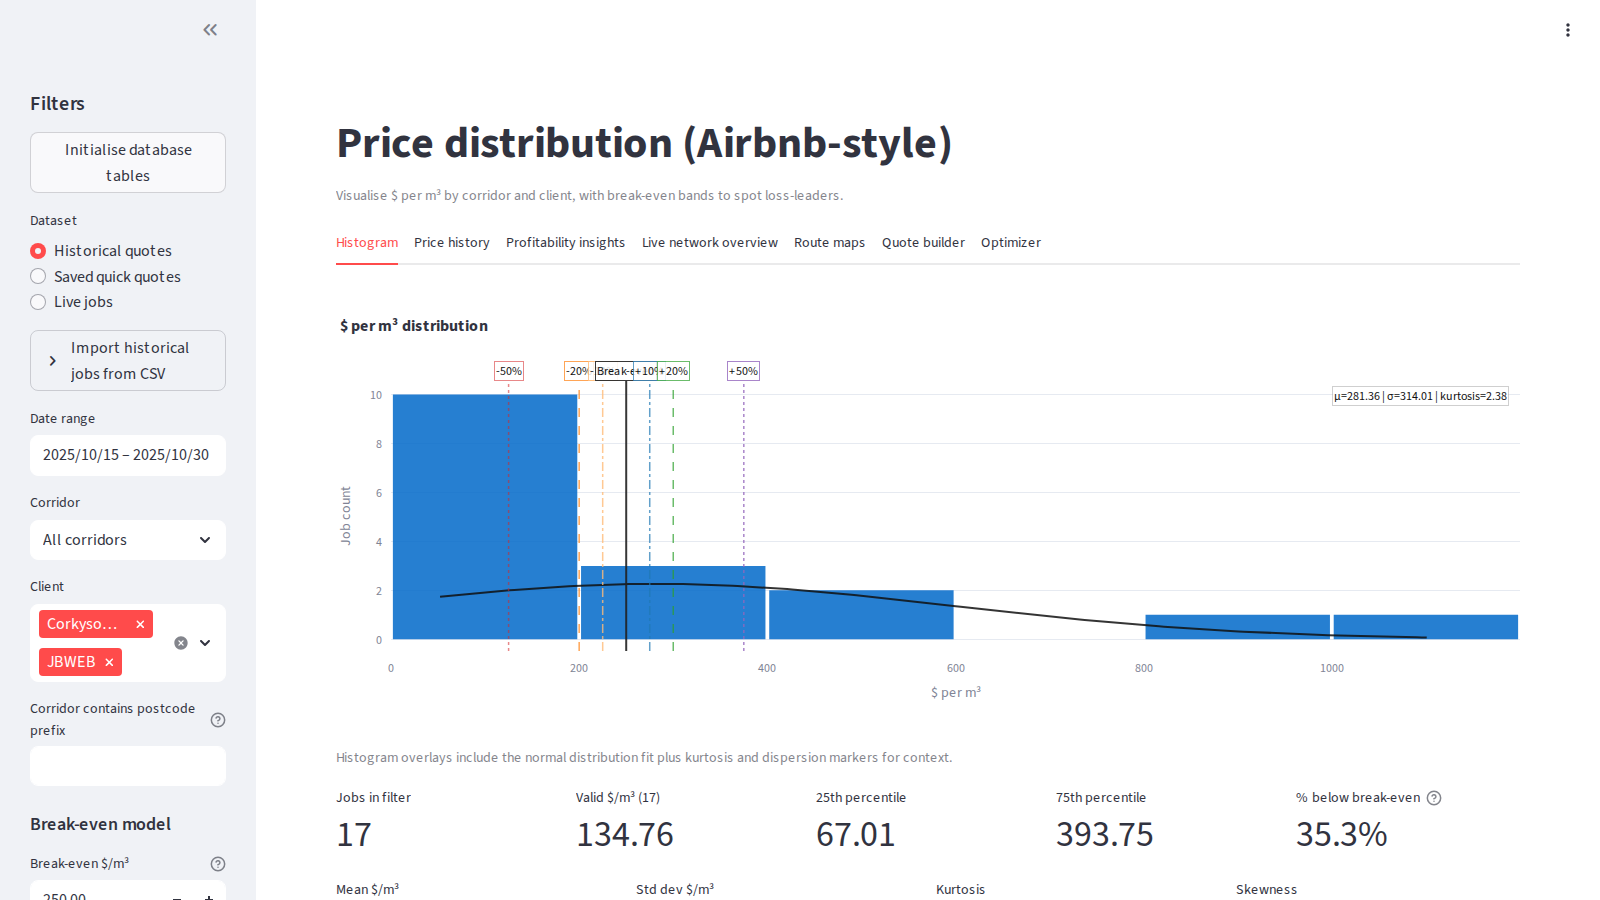 Filters
Initialise database
tables
Dataset
Historical quotes
Saved quick quotes
Live jobs
Import historical
jobs from CSV
Date range
2025/10/15 – 2025/10/30
Corridor
All corridors
Client
Corkyso...
JBWEB
Corridor contains postcode
prefix
Break-even model
Break-even $/m³
250.00
Price distribution (Airbnb-style)
Visualise $ per m³ by corridor and client, with break-even bands to spot loss-leaders.
Histogram Price history Profitability insights Live network overview Route maps Quote builder Optimizer
$ per m³ distribution
-50% -20% - Break-e +10% +20% +50%
μ=281.36 | σ=314.01 | kurtosis=2.38
10
8
6
4
2
0
Job count
0 200 400 600 800 1000
$ per m³
Histogram overlays include the normal distribution fit plus kurtosis and dispersion markers for context.
Jobs in filter Valid $/m³ (17) 25th percentile 75th percentile % below break-even
17 134.76 67.01 393.75 35.3%
Mean $/m³ Std dev $/m³ Kurtosis Skewness